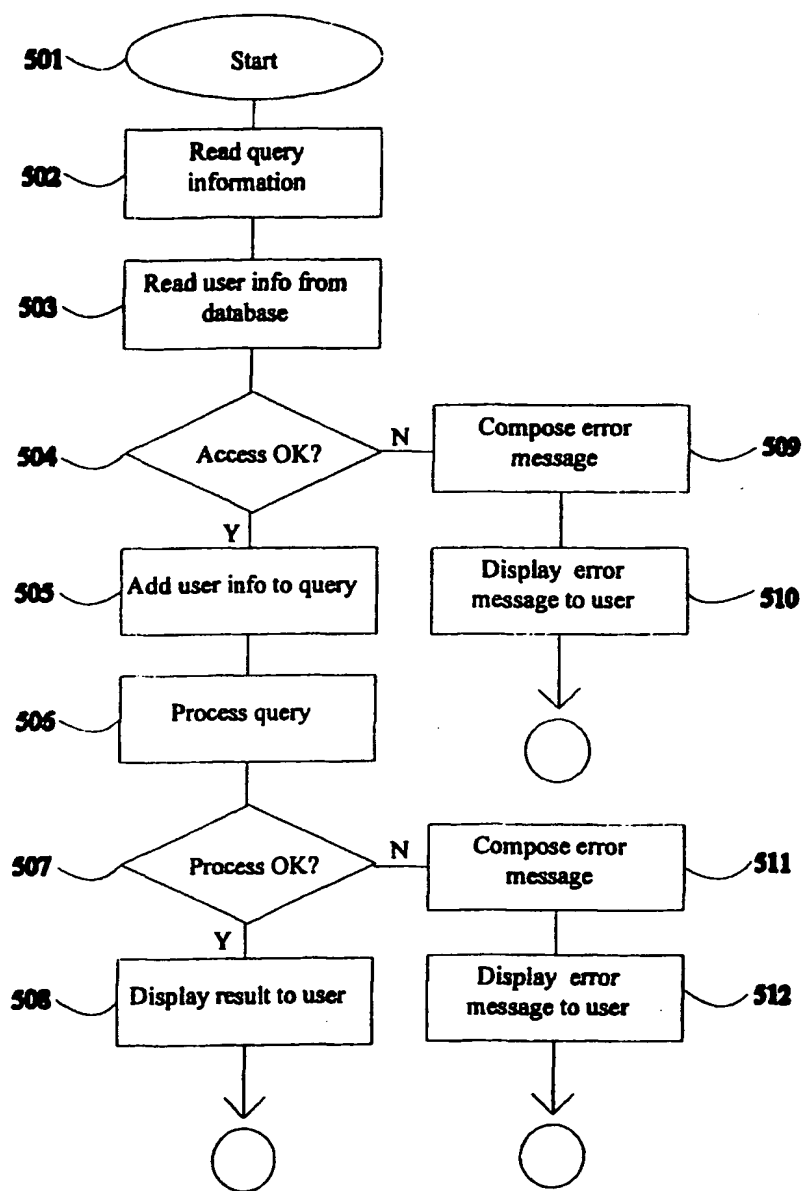 501
Start
502
Read query
information
503
Read user info from
database
504
Access OK?
N
Y
Compose error
message
509
Display error
message to user
510
505
Add user info to query
506
Process query
507
Process OK?
N
Y
Compose error
message
511
Display error
message to user
512
508
Display result to user